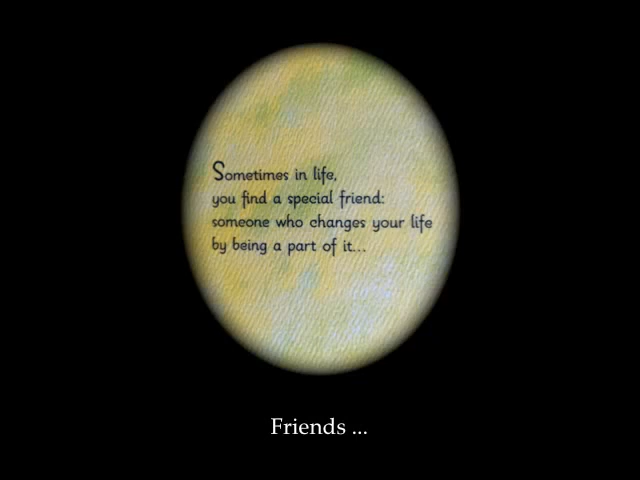 Sometimes in life,
you find a special friend:
someone who changes your life
by being a part of it...
Friends ...